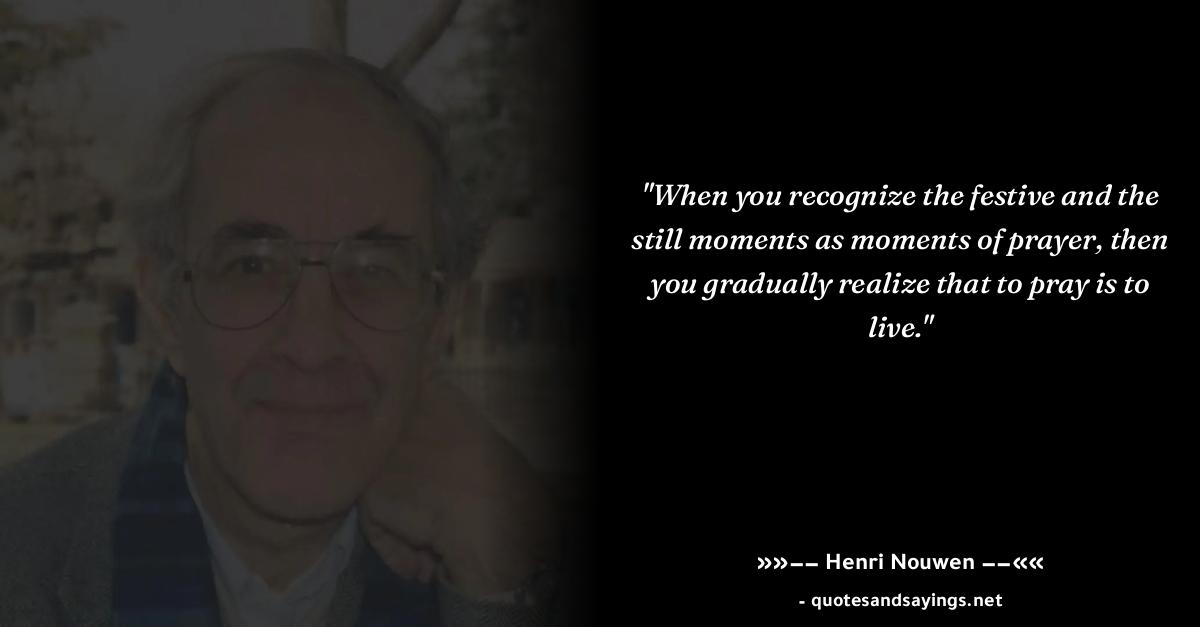 "When you recognize the festive and the
still moments as moments of prayer, then
you gradually realize that to pray is to
live."
»»−− Henri Nouwen −−««
- quotesandsayings.net